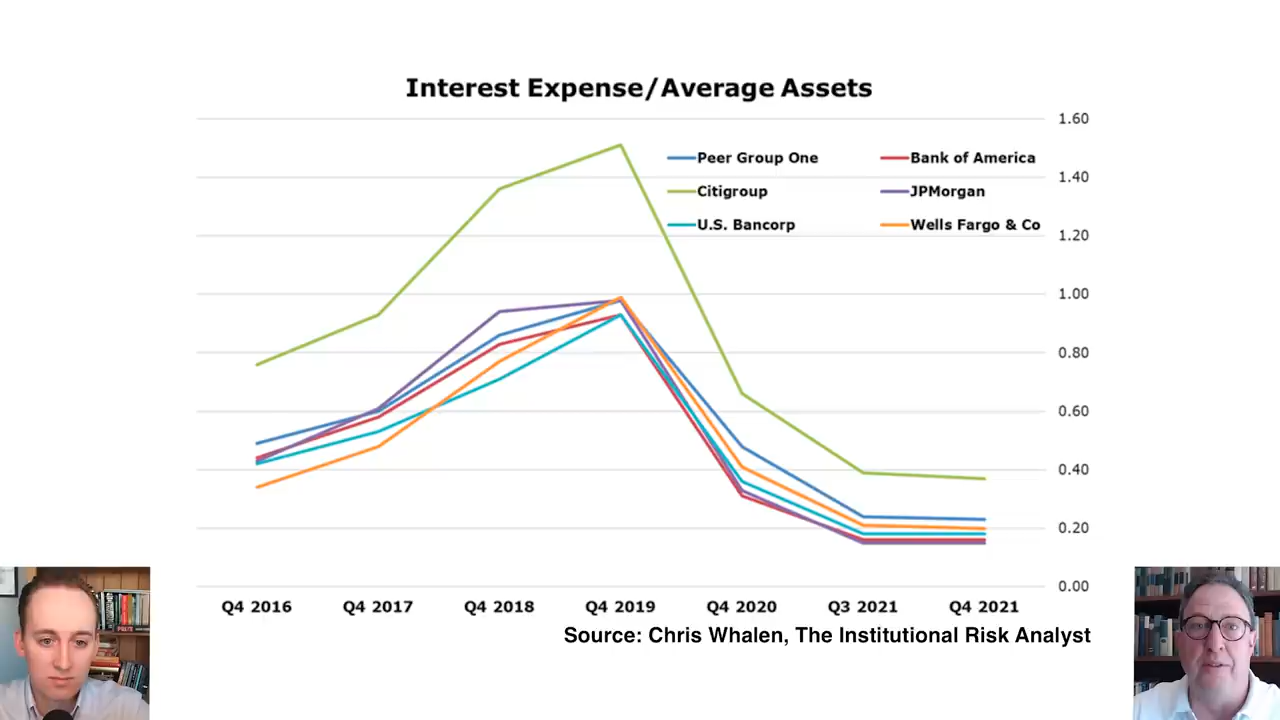 Interest Expense/Average Assets
1.60
Peer Group One
Bank of America
1.40
Citigroup
JPMorgan
U.S. Bancorp
Wells Fargo & Co
1.20
1.00
0.80
0.60
0.40
0.20
0.00
Q4 2016 Q4 2017 Q4 2018 Q4 2019 Q4 2020 Q3 2021 Q4 2021
Source: Chris Whalen, The Institutional Risk Analyst